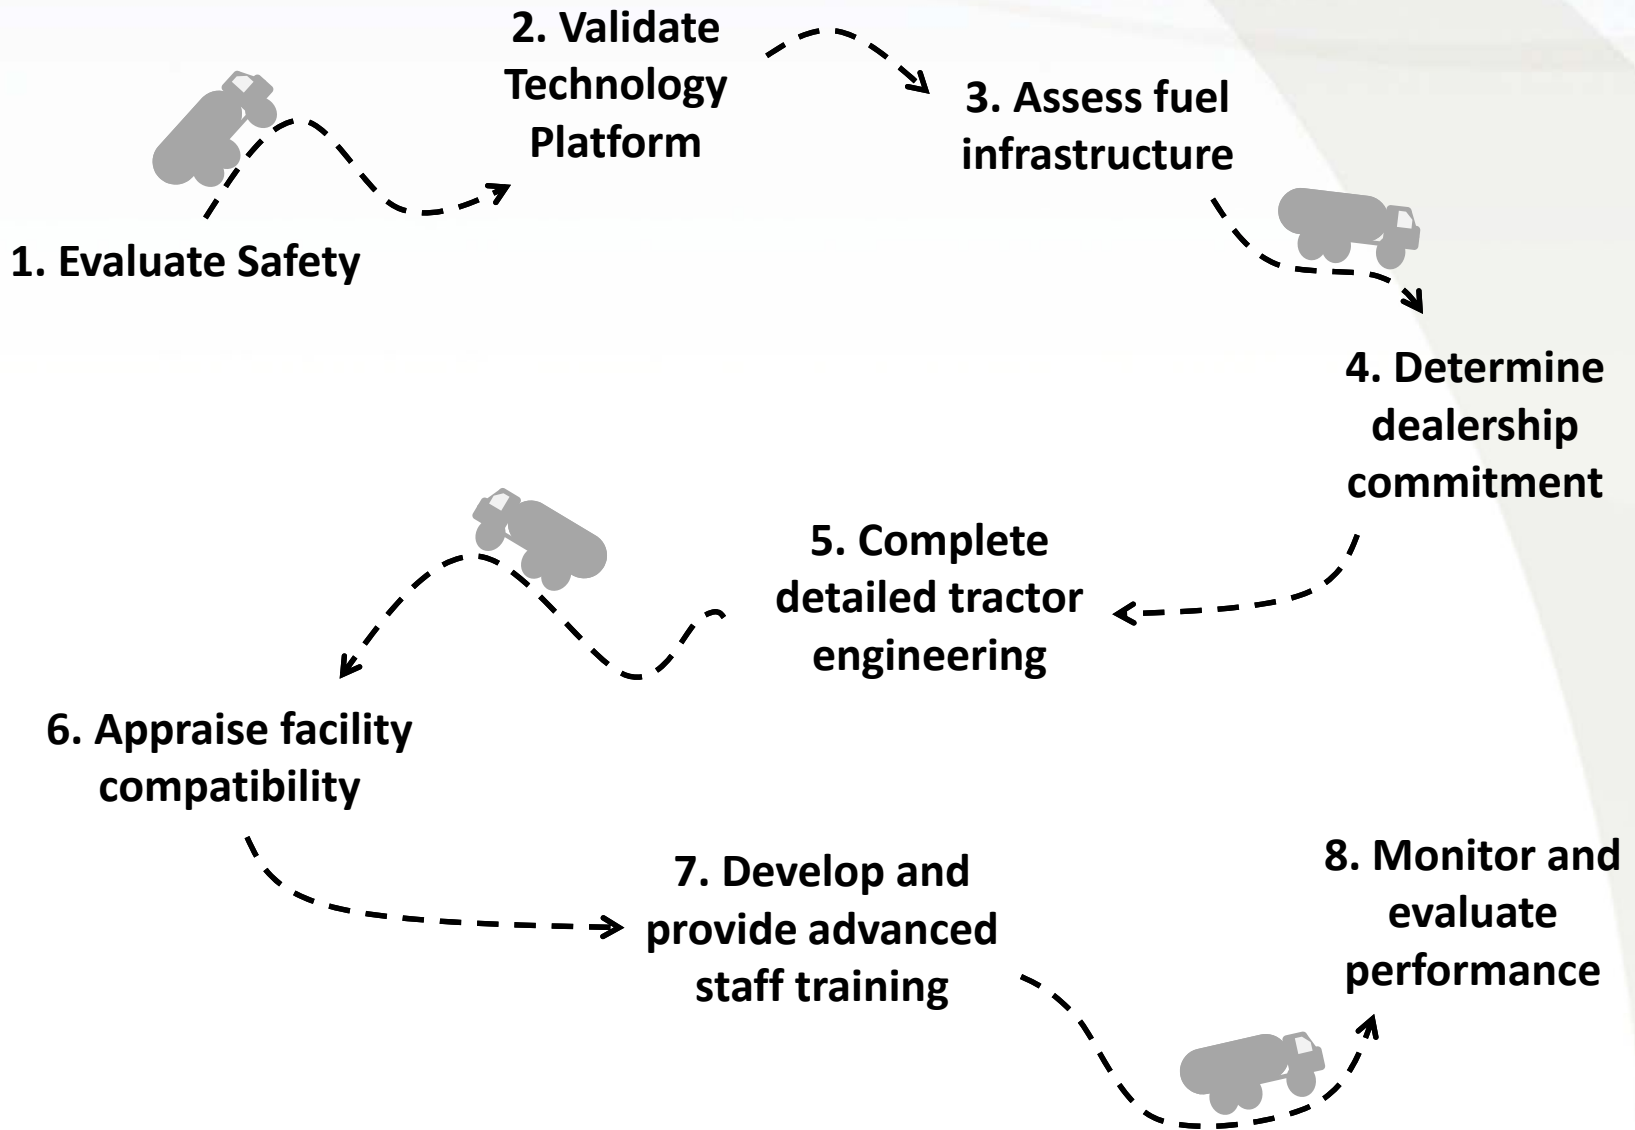 2. Validate
Technology
Platform
3. Assess fuel
infrastructure
1. Evaluate Safety
4. Determine
dealership
commitment
5. Complete
detailed tractor
engineering
6. Appraise facility
compatibility
7. Develop and
provide advanced
staff training
8. Monitor and
evaluate
performance